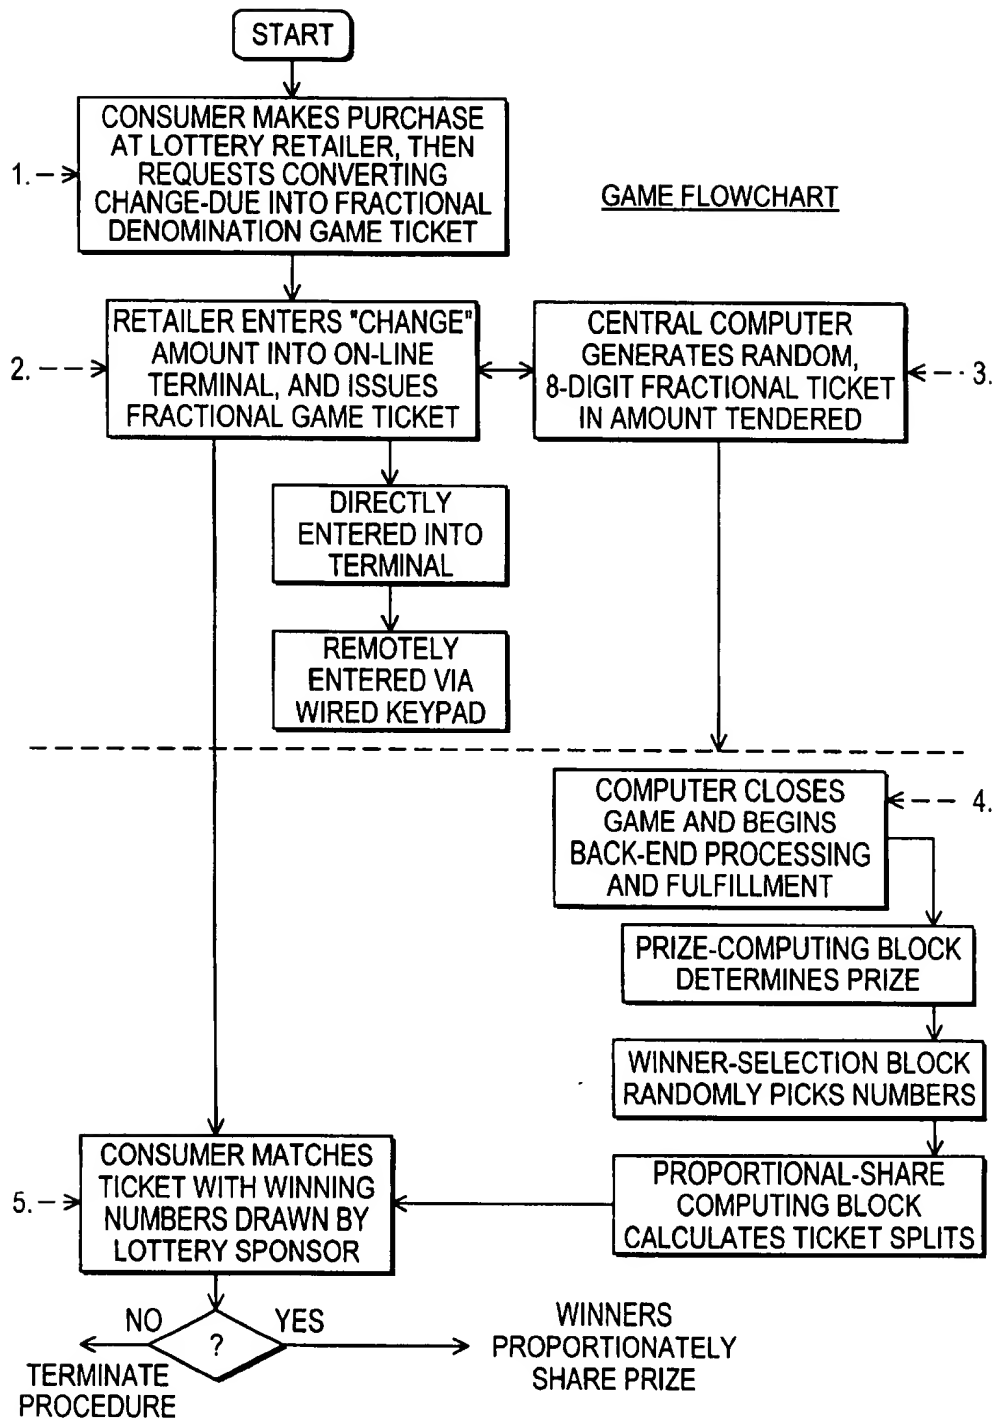 START
CONSUMER MAKES PURCHASE
AT LOTTERY RETAILER, THEN
REQUESTS CONVERTING
CHANGE-DUE INTO FRACTIONAL
DENOMINATION GAME TICKET
1.
GAME FLOWCHART
RETAILER ENTERS "CHANGE"
AMOUNT INTO ON-LINE
TERMINAL, AND ISSUES
FRACTIONAL GAME TICKET
2.
CENTRAL COMPUTER
GENERATES RANDOM,
8-DIGIT FRACTIONAL TICKET
IN AMOUNT TENDERED
3.
DIRECTLY
ENTERED INTO
TERMINAL
REMOTELY
ENTERED VIA
WIRED KEYPAD
COMPUTER CLOSES
GAME AND BEGINS
BACK-END PROCESSING
AND FULFILLMENT
4.
PRIZE-COMPUTING BLOCK
DETERMINES PRIZE
WINNER-SELECTION BLOCK
RANDOMLY PICKS NUMBERS
PROPORTIONAL-SHARE
COMPUTING BLOCK
CALCULATES TICKET SPLITS
5.
CONSUMER MATCHES
TICKET WITH WINNING
NUMBERS DRAWN BY
LOTTERY SPONSOR
NO
?
YES
TERMINATE
PROCEDURE
WINNERS
PROPORTIONATELY
SHARE PRIZE